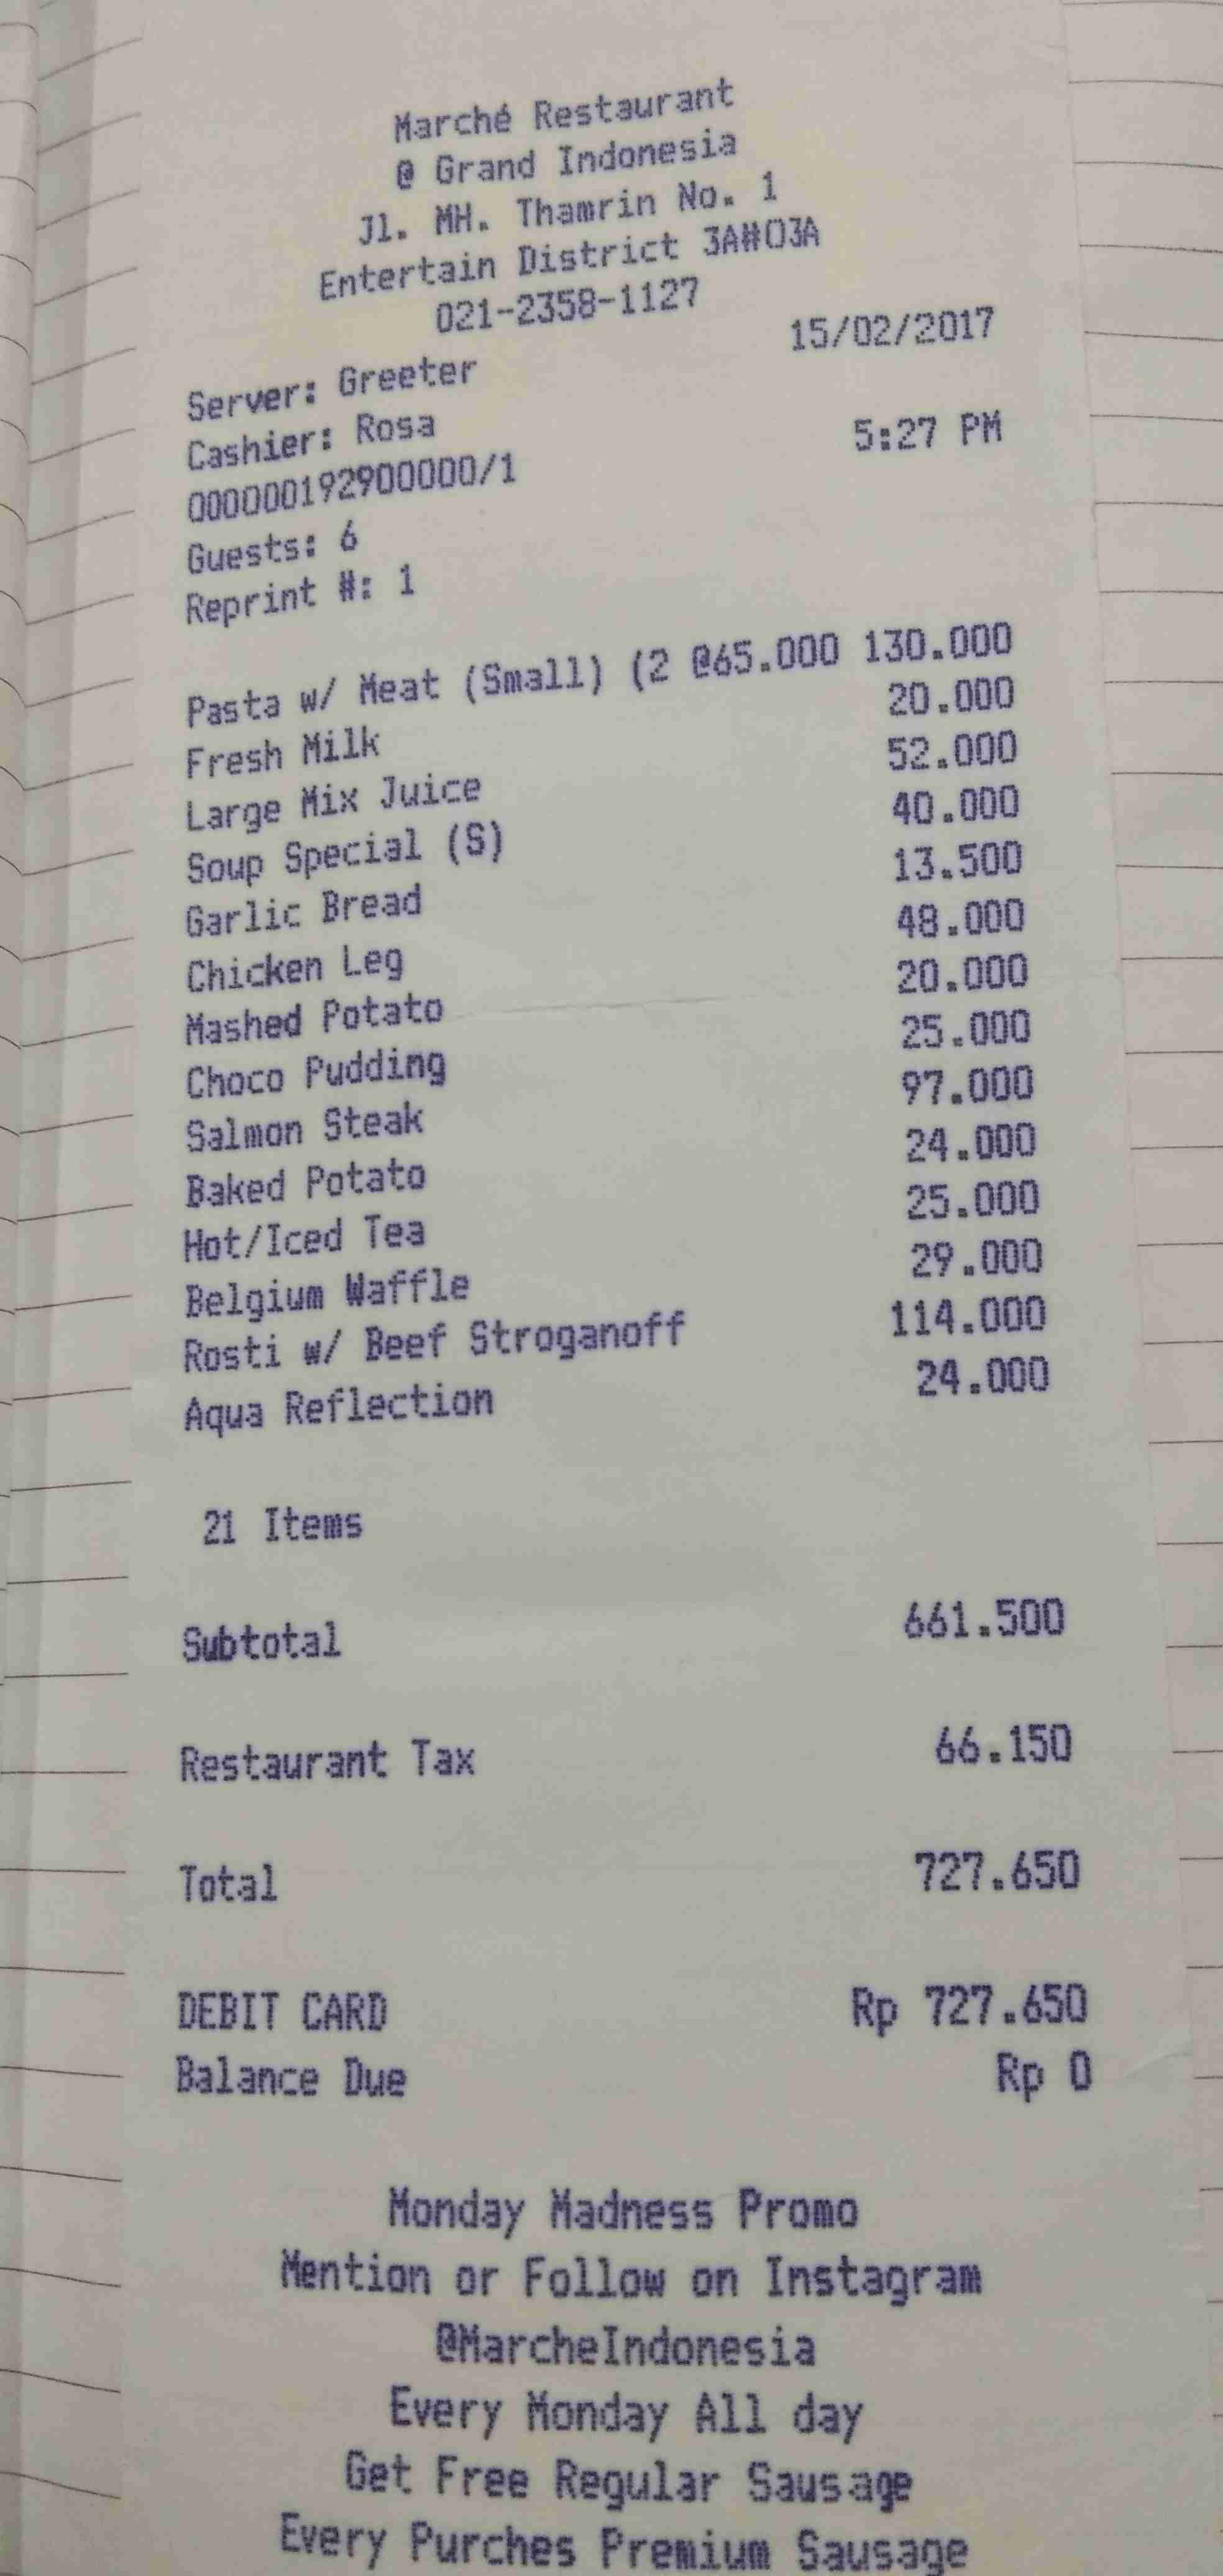 Marché Restaurant
@ Grand Indonesia
Jl. MH. Thamrin No. 1
Entertain District 3A#03A
021-2358-1127
Server: Greeter 15/02/2017
Cashier: Rosa
000000192900000/1 5:27 PM
Guests: 6
Reprint #: 1
Pasta w/ Meat (Small) (2 @65.000 130.000
Fresh Milk 20.000
Large Mix Juice 52.000
Soup Special (S) 40.000
Garlic Bread 13.500
Chicken Leg 48.000
Mashed Potato 20.000
Choco Pudding 25.000
Salmon Steak 97.000
Baked Potato 24.000
Hot/Iced Tea 25.000
Belgium Waffle 29.000
Rosti w/ Beef Stroganoff 114.000
Aqua Reflection 24.000
21 Items
Subtotal 661.500
Restaurant Tax 66.150
Total 727.650
DEBIT CARD Rp 727.650
Balance Due Rp 0
Monday Madness Promo
Mention or Follow on Instagram
@MarcheIndonesia
Every Monday All day
Get Free Regular Sausage
Every Purches Premium Sausage